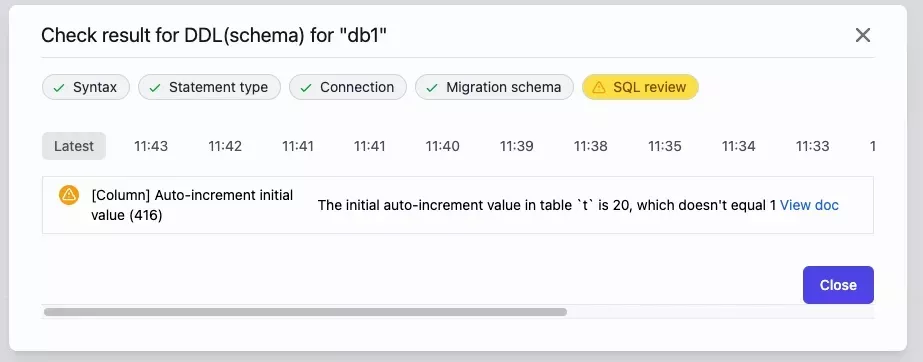 Check result for DDL(schema) for "db1"
Syntax Statement type Connection Migration schema SQL review
Latest 11:43 11:42 11:41 11:41 11:40 11:39 11:38 11:35 11:34 11:33 1
[Column] Auto-increment initial
value (416)
The initial auto-increment value in table `t` is 20, which doesn't equal 1 View doc
Close